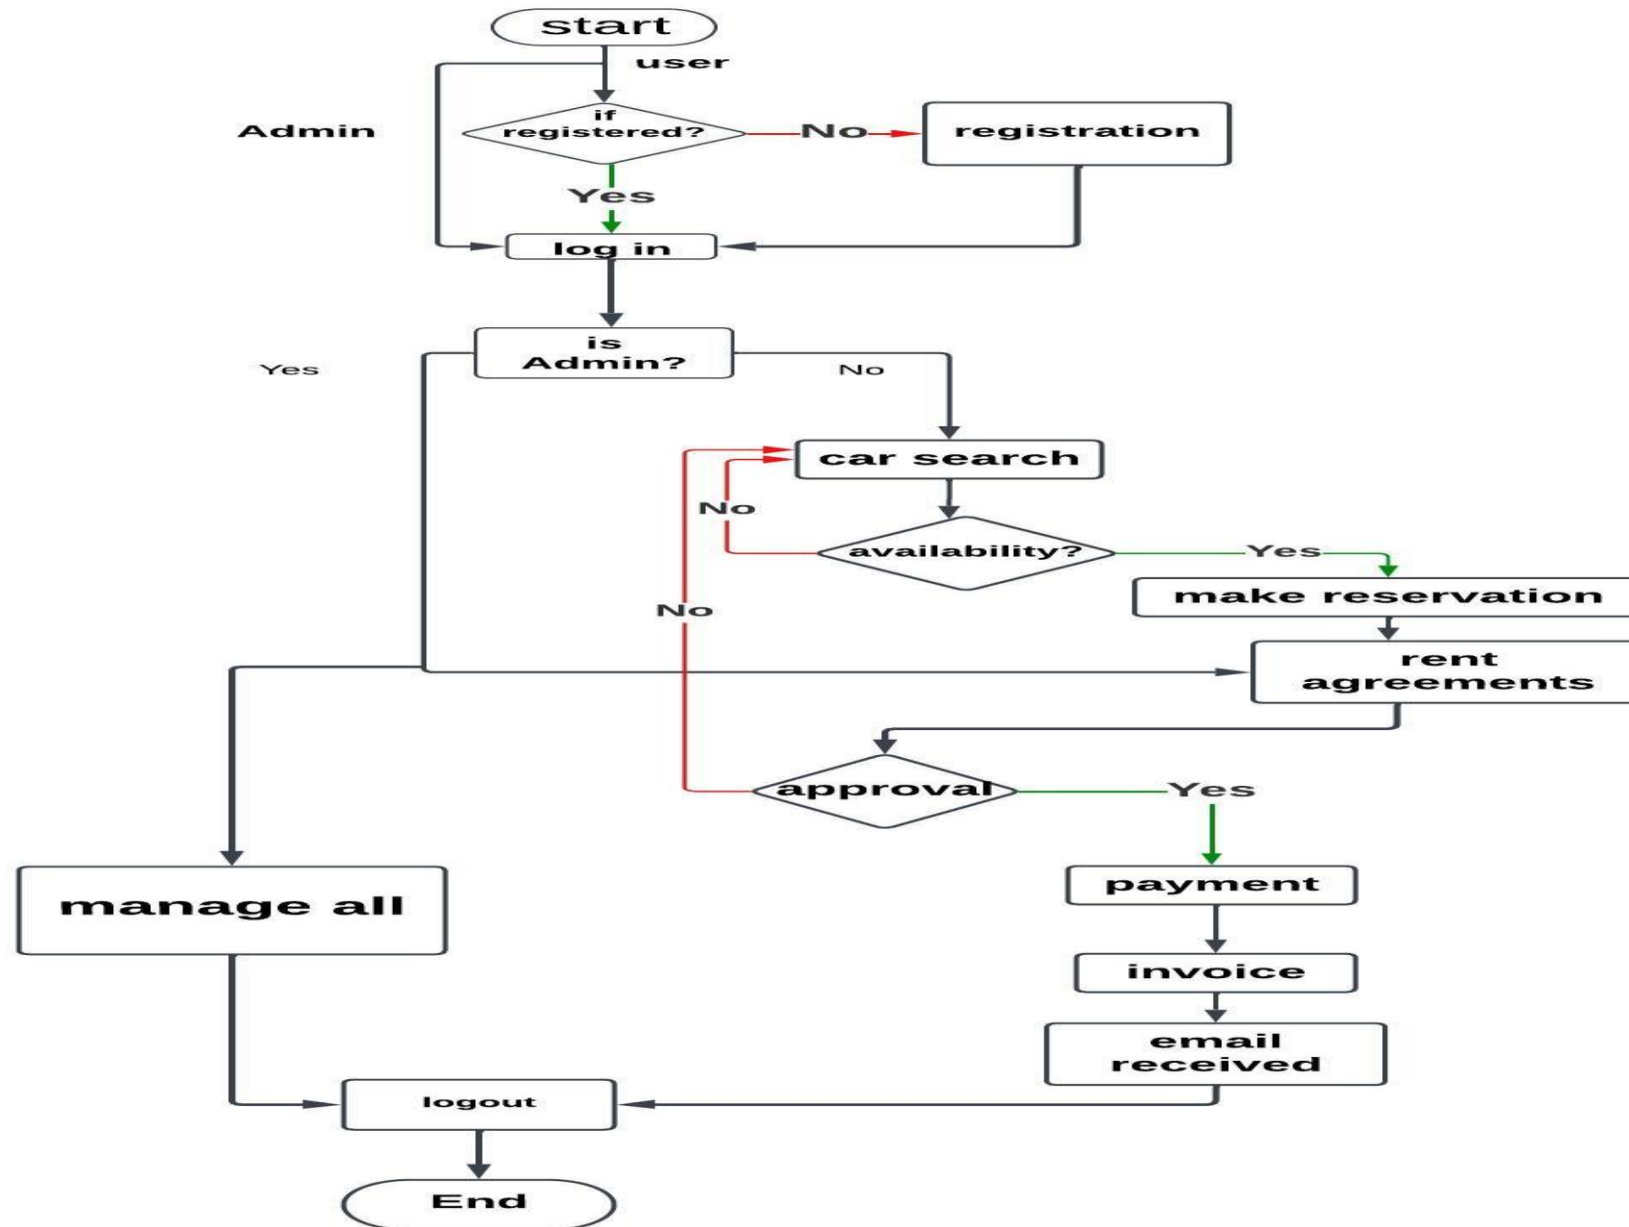 start
user
Admin
if
registered?
No
registration
Yes
log in
is
Admin?
Yes
No
car search
No
availability?
Yes
make reservation
No
rent
agreements
approval
Yes
payment
manage all
invoice
email
received
logout
End